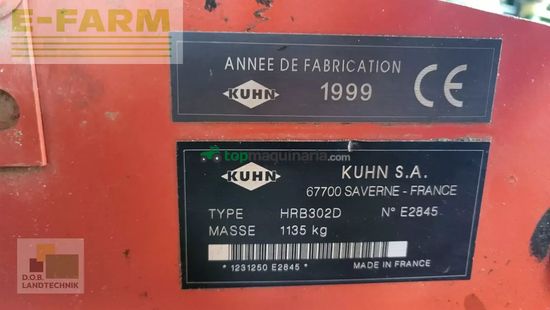 E-FARM
ANNEE DE FABRICATION
KUHN
1999
CE
topmaquinaria.com
KUHN
KUHN S.A.
67700 SAVERNE - FRANCE
TYPE HRB302D N° E2845
MASSE 1135 kg
* 1231250 E2845 *
MADE IN FRANCE
D.O.B.
LANDTECHNIK